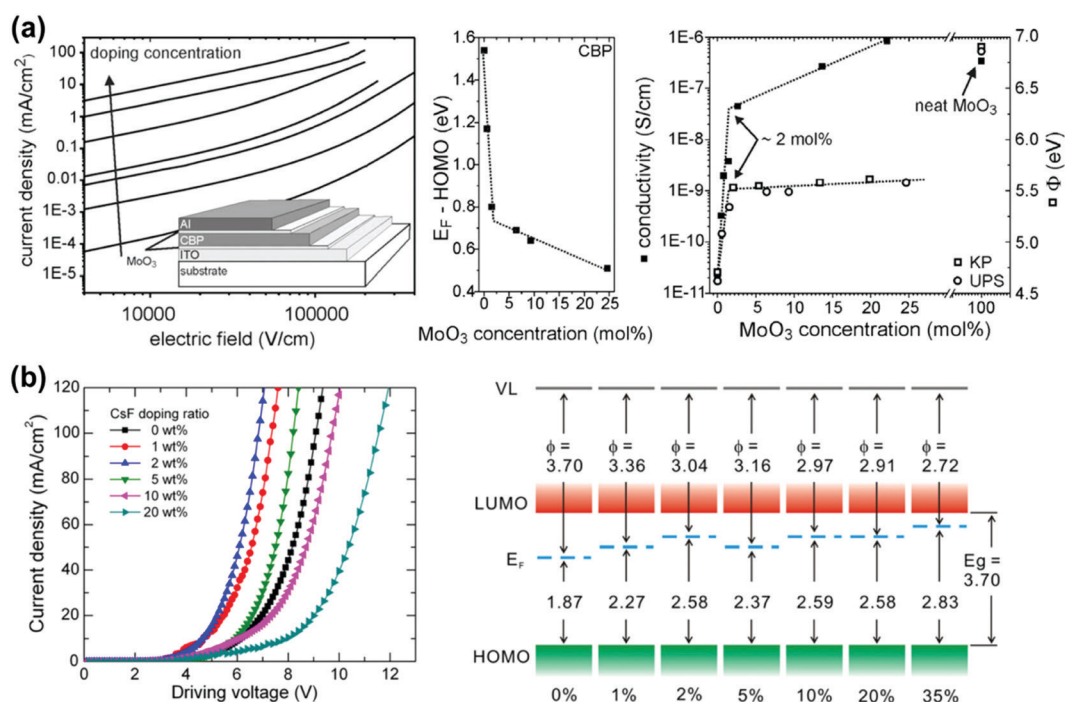 (a)
doping concentration
current density (mA/cm²)
100
10
1
0.1
0.01
1E-3
1E-4
1E-5
MoO₃
Al
CBP
ITO
substrate
10000
100000
electric field (V/cm)
CBP
E_F - HOMO (eV)
1.6
1.4
1.2
1.0
0.8
0.6
0.4
0
5
10
15
20
25
MoO₃ concentration (mol%)
■ conductivity (S/cm)
1E-6
1E-7
1E-8
1E-9
1E-10
1E-11
~ 2 mol%
neat MoO₃
□ KP
○ UPS
0
5
10
15
20
25
100
MoO₃ concentration (mol%)
7.0
6.5
6.0
5.5
5.0
4.5
□ Φ (eV)
(b)
Current density (mA/cm²)
120
100
80
60
40
20
0
CsF doping ratio
0 wt%
1 wt%
2 wt%
5 wt%
10 wt%
20 wt%
0 2 4 6 8 10 12
Driving voltage (V)
VL
ϕ = ϕ = ϕ = ϕ = ϕ = ϕ = ϕ =
3.70 3.36 3.04 3.16 2.97 2.91 2.72
LUMO
E_F
Eg =
3.70
1.87 2.27 2.58 2.37 2.59 2.58 2.83
HOMO
0% 1% 2% 5% 10% 20% 35%